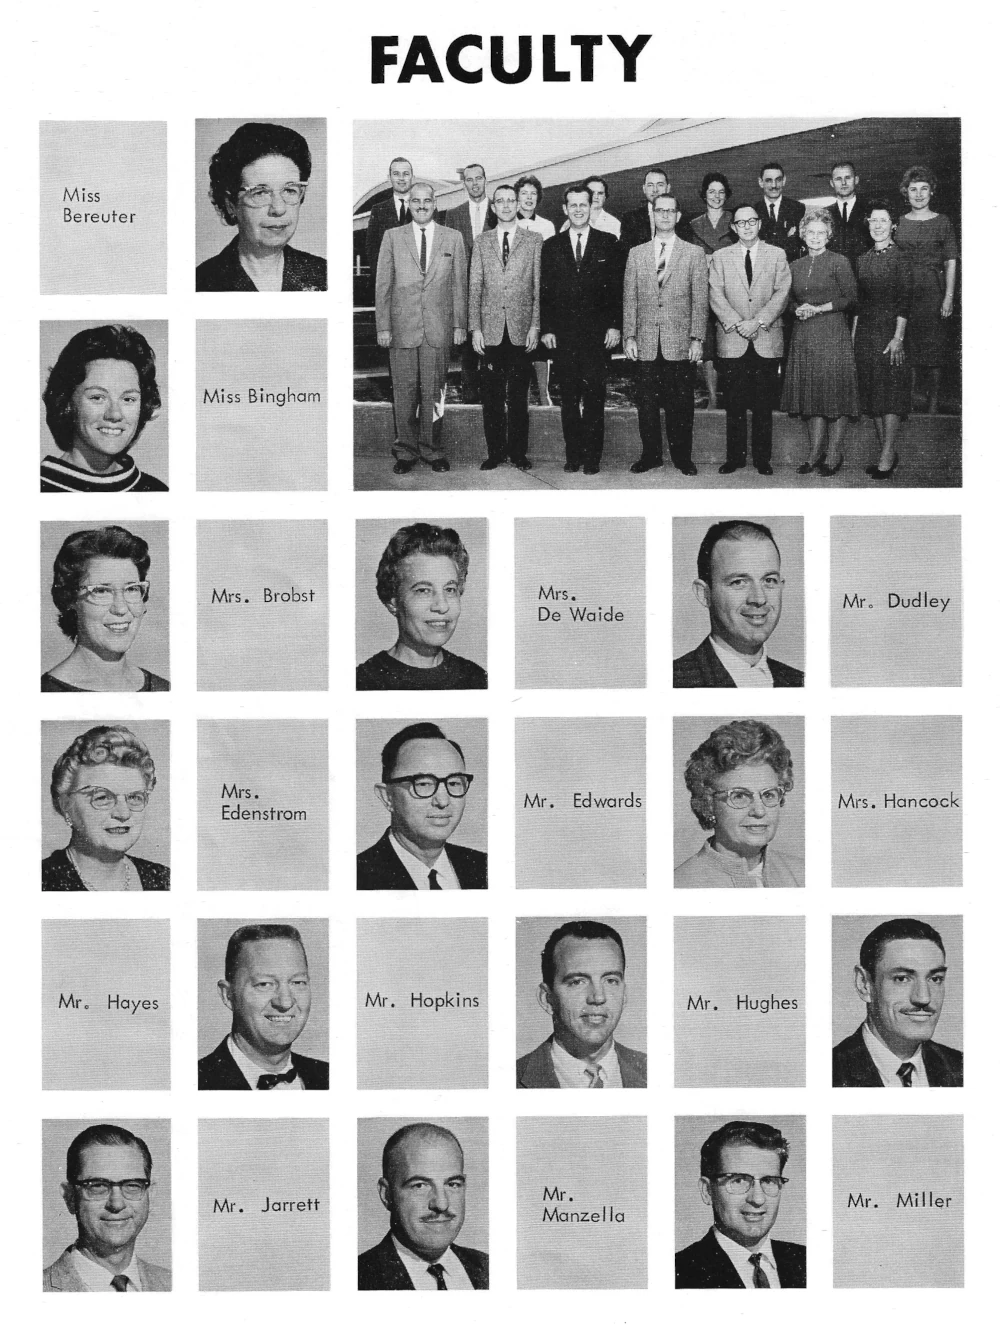 FACULTY
Miss
Bereuter
Miss Bingham
Mrs. Brobst
Mrs.
De Waide
Mr. Dudley
Mrs.
Edenstrom
Mr. Edwards
Mrs. Hancock
Mr. Hayes
Mr. Hopkins
Mr. Hughes
Mr. Jarrett
Mr.
Manzella
Mr. Miller